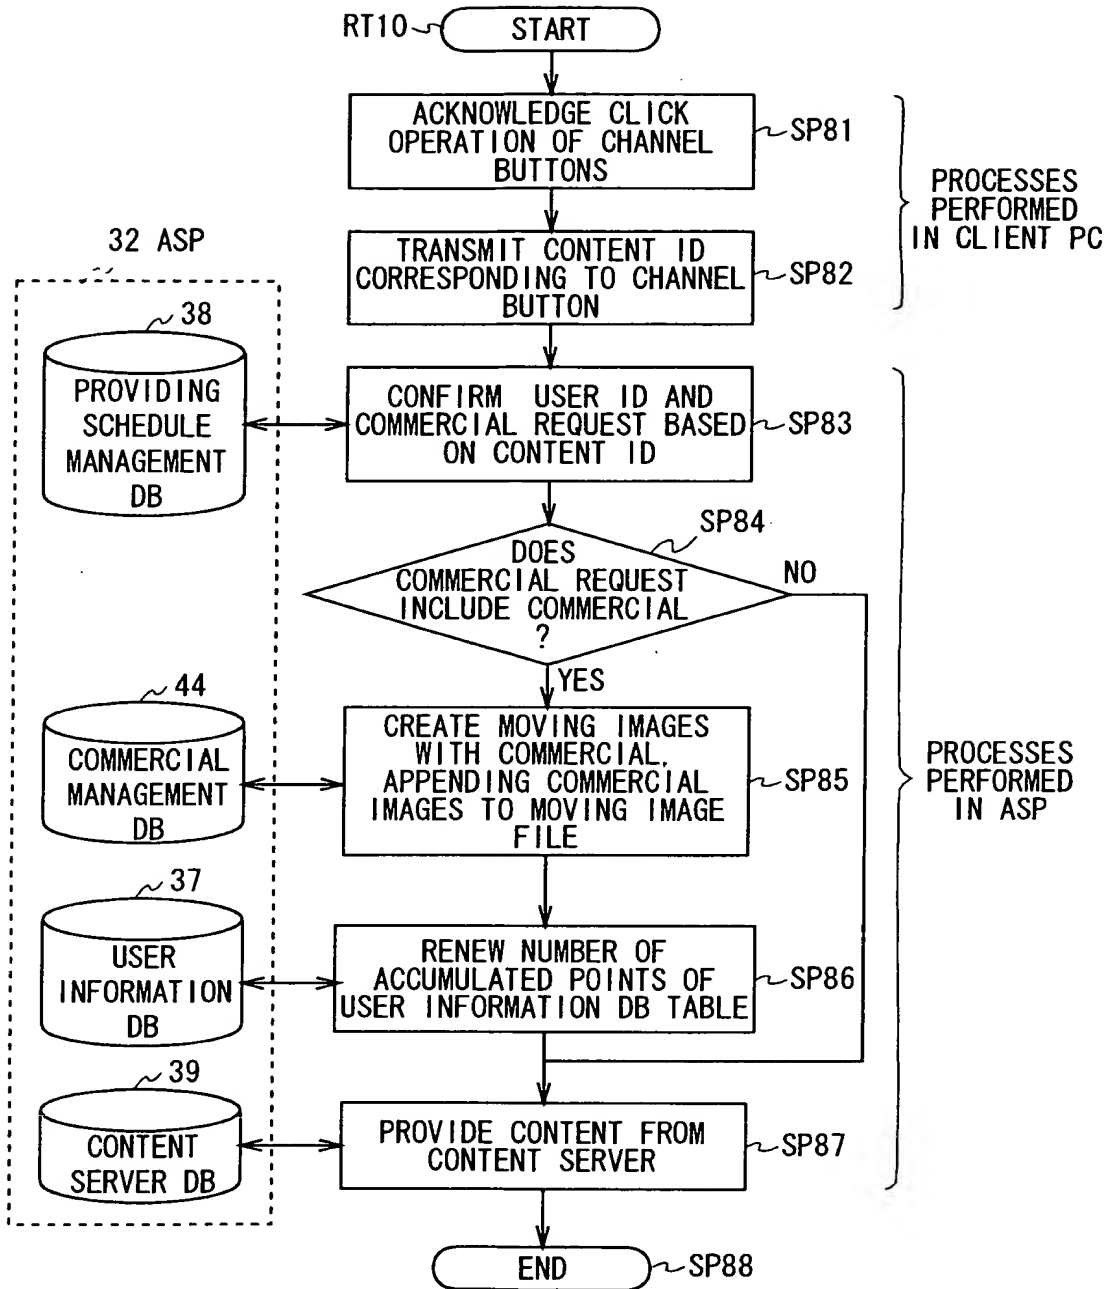 RT10
START
ACKNOWLEDGE CLICK
OPERATION OF CHANNEL
BUTTONS
SP81
TRANSMIT CONTENT ID
CORRESPONDING TO CHANNEL
BUTTON
SP82
PROCESSES
PERFORMED
IN CLIENT PC
32 ASP
38
PROVIDING
SCHEDULE
MANAGEMENT
DB
CONFIRM USER ID AND
COMMERCIAL REQUEST BASED
ON CONTENT ID
SP83
SP84
DOES
COMMERCIAL REQUEST
INCLUDE COMMERCIAL
?
NO
YES
44
COMMERCIAL
MANAGEMENT
DB
CREATE MOVING IMAGES
WITH COMMERCIAL,
APPENDING COMMERCIAL
IMAGES TO MOVING IMAGE
FILE
SP85
PROCESSES
PERFORMED
IN ASP
37
USER
INFORMATION
DB
RENEW NUMBER OF
ACCUMULATED POINTS OF
USER INFORMATION DB TABLE
SP86
39
CONTENT
SERVER DB
PROVIDE CONTENT FROM
CONTENT SERVER
SP87
END
SP88